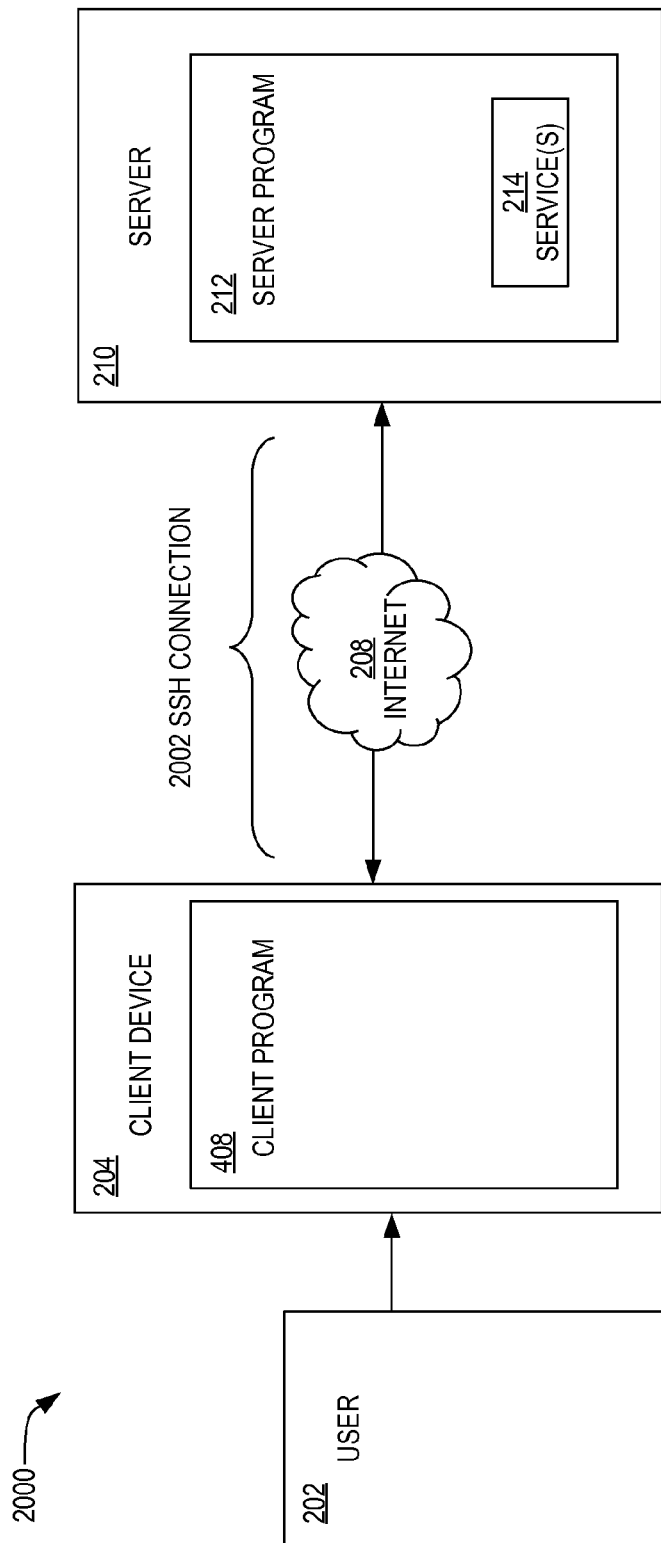 2000
202
USER
204
CLIENT DEVICE
408
CLIENT PROGRAM
2002 SSH CONNECTION
208
INTERNET
210
SERVER
212
SERVER PROGRAM
214
SERVICE(S)